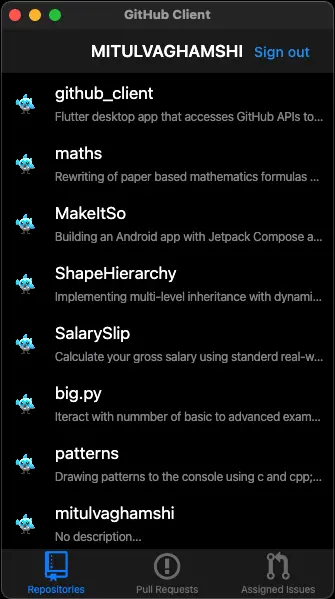 GitHub Client
MITULVAGHAMSHI Sign out
github_client
Flutter desktop app that accesses GitHub APIs to...
maths
Rewriting of paper based mathematics formulas ...
MakeItSo
Building an Android app with Jetpack Compose a...
ShapeHierarchy
Implementing multi-level inheritance with dynami...
SalarySlip
Calculate your gross salary using standerd real-w...
big.py
Iteract with nummber of basic to advanced exam...
patterns
Drawing patterns to the console using c and cpp;...
mitulvaghamshi
No description...
Repositories Pull Requests Assigned Issues